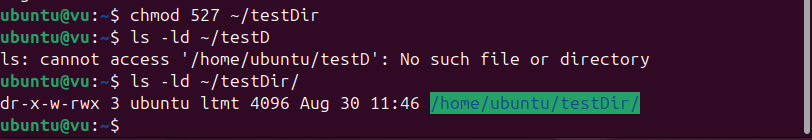 ubuntu@vu:~$ chmod 527 ~/testDir
ubuntu@vu:~$ ls -ld ~/testD
ls: cannot access '/home/ubuntu/testD': No such file or directory
ubuntu@vu:~$ ls -ld ~/testDir/
dr-x-w-rwx 3 ubuntu ltmt 4096 Aug 30 11:46 /home/ubuntu/testDir/
ubuntu@vu:~$